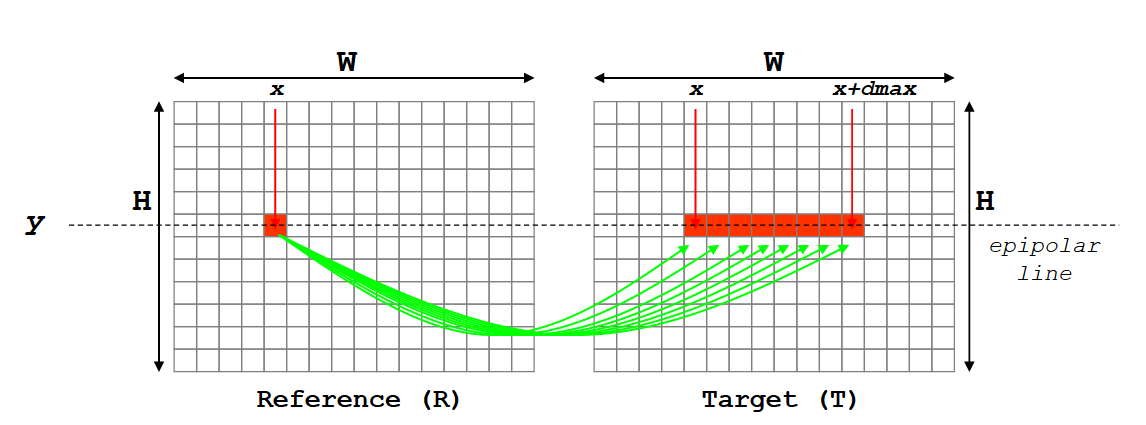 W
W
x
x
x+dmax
H
H
y
epipolar
line
Reference (R)
Target (T)